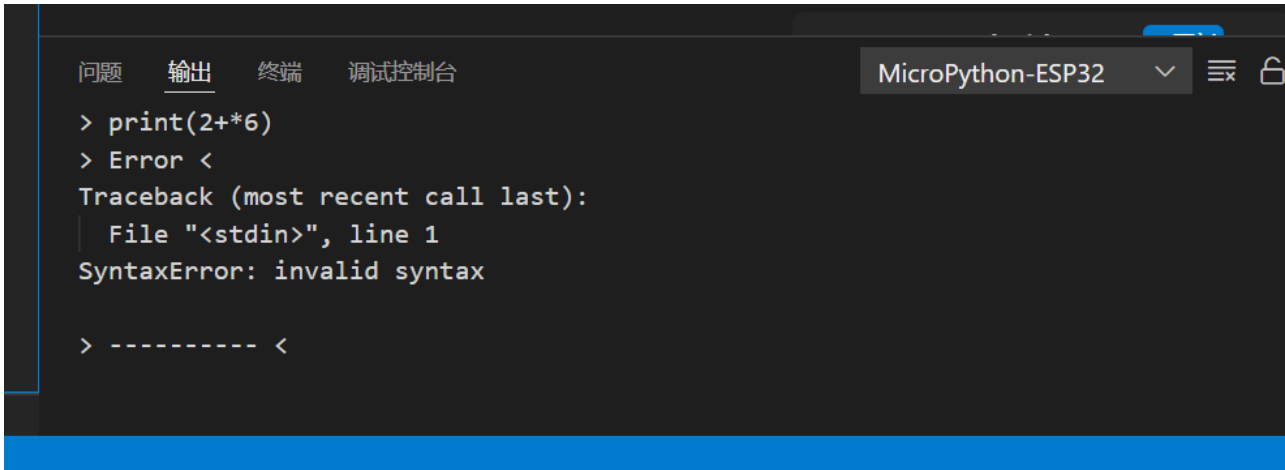 问题 输出 终端 调试控制台 MicroPython-ESP32
> print(2+*6)
> Error <
Traceback (most recent call last):
File "<stdin>", line 1
SyntaxError: invalid syntax
> ---------- <